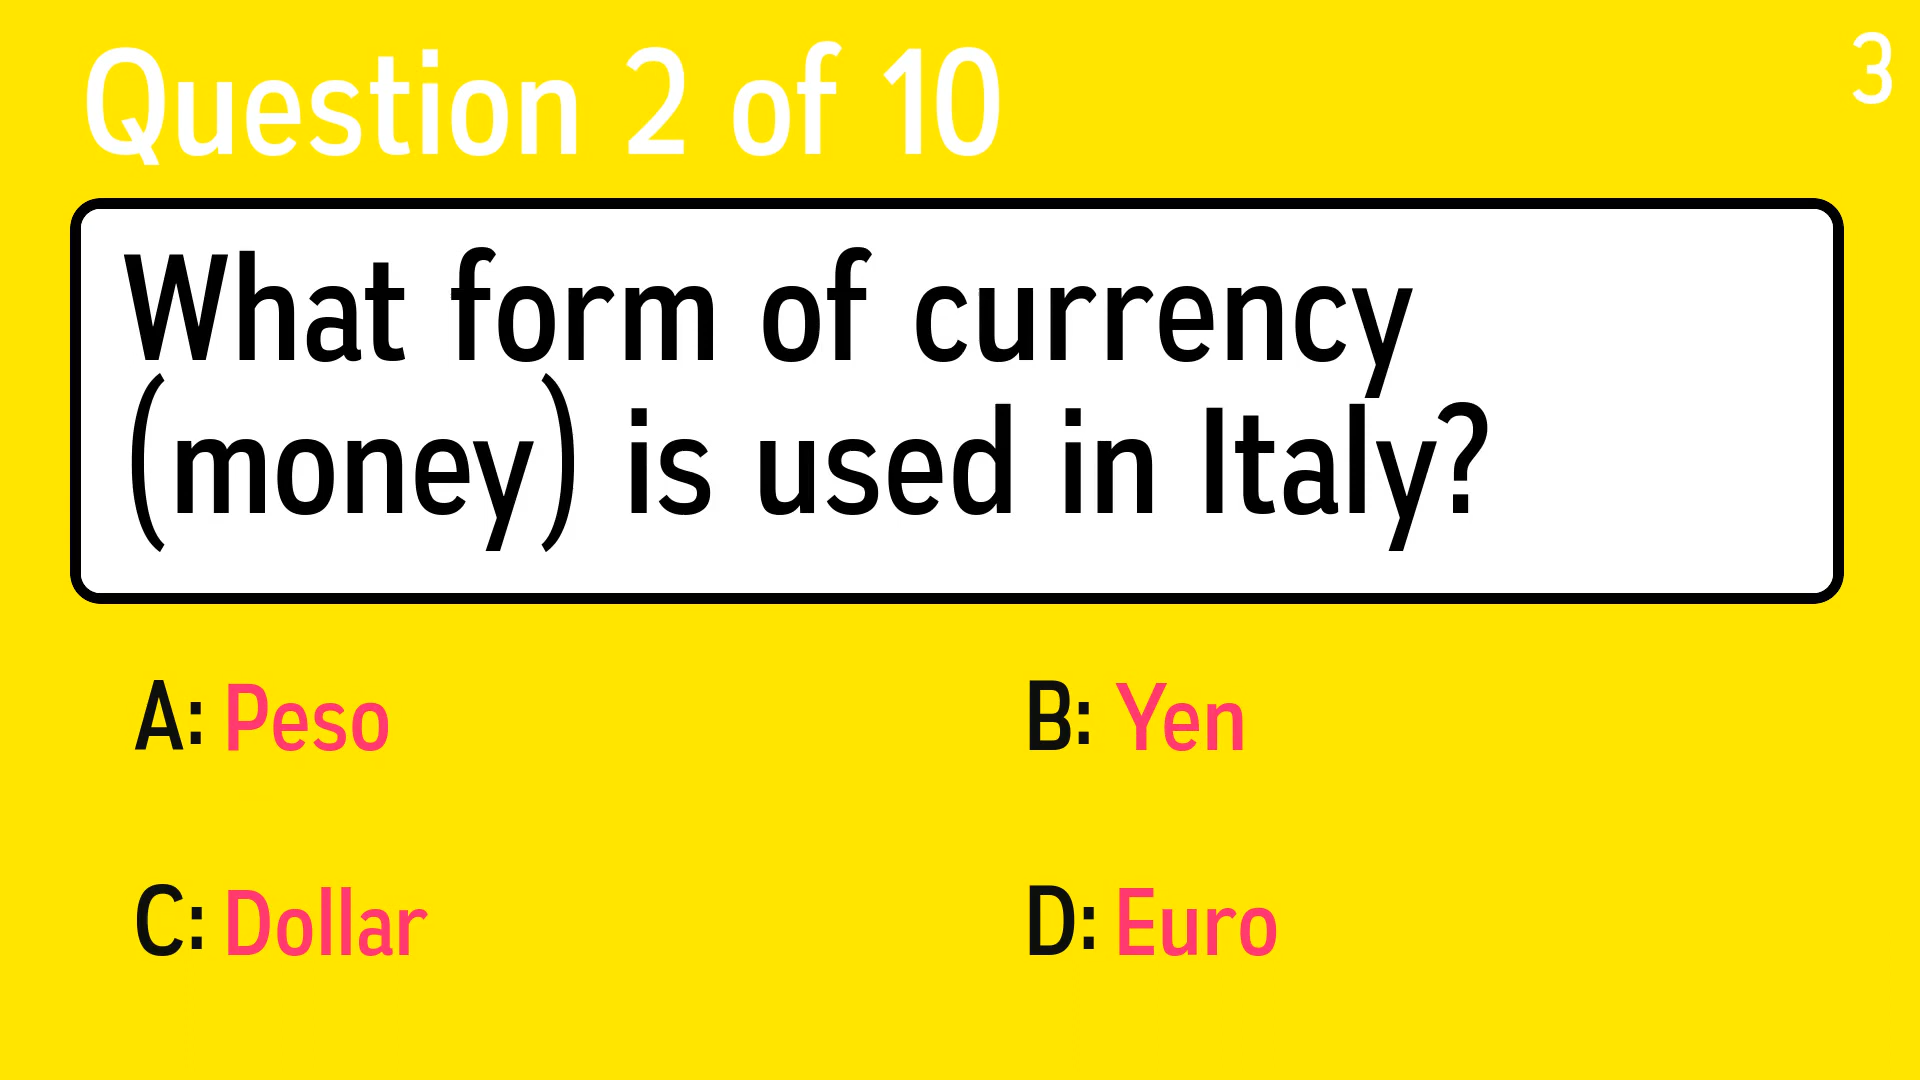 Question 2 of 10
3
What form of currency
(money) is used in Italy?
A: Peso
B: Yen
C: Dollar
D: Euro